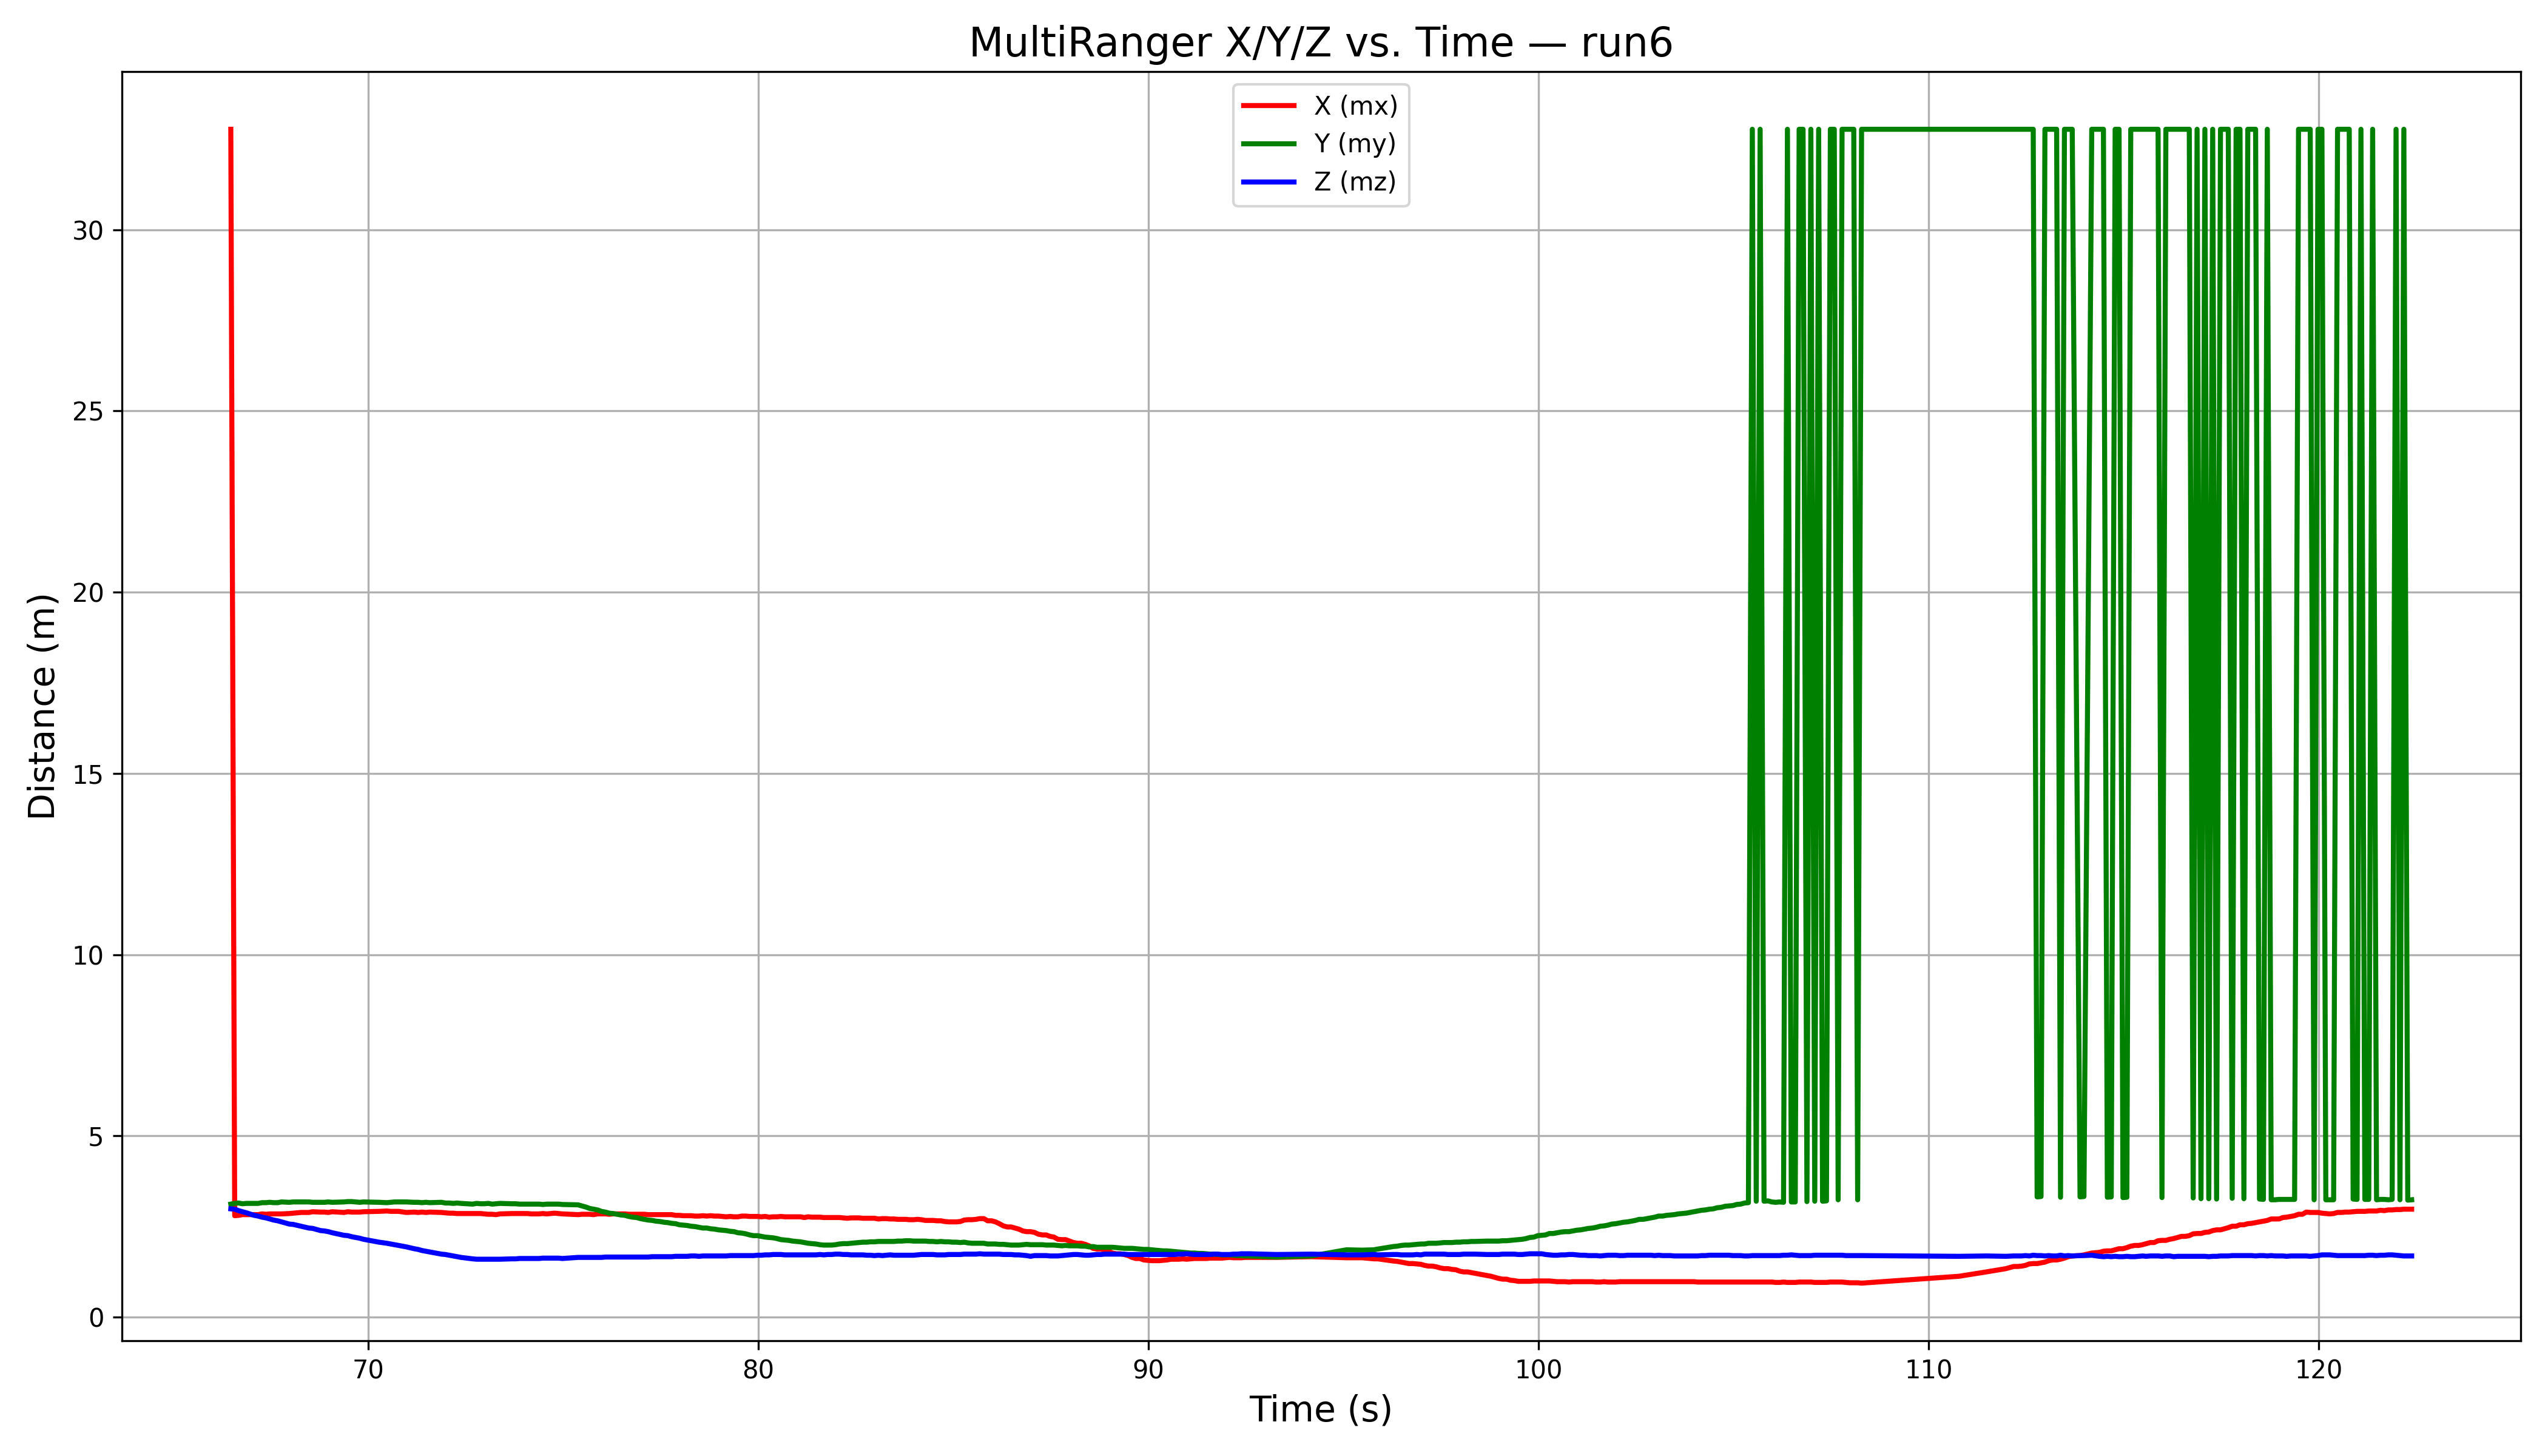 MultiRanger X/Y/Z vs. Time — run6
X (mx)
Y (my)
Z (mz)
Distance (m)
30
25
20
15
10
5
0
70 80 90 100 110 120
Time (s)